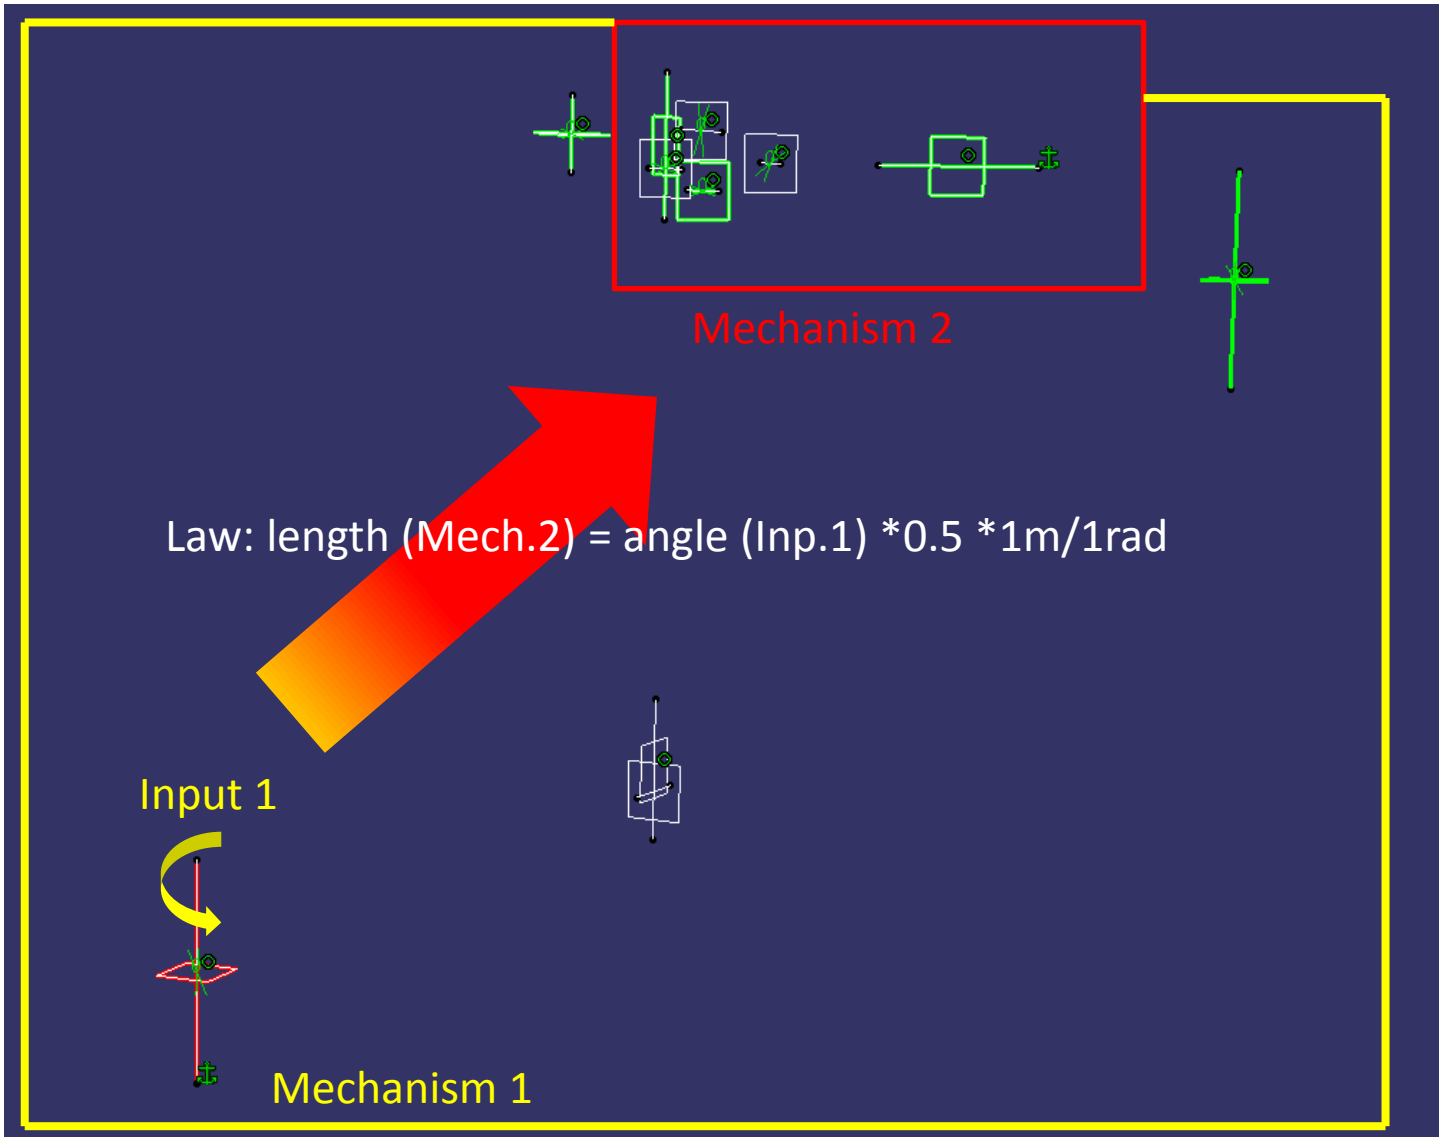 Mechanism 2
Law: length (Mech.2) = angle (Inp.1) *0.5 *1m/1rad
Input 1
Mechanism 1